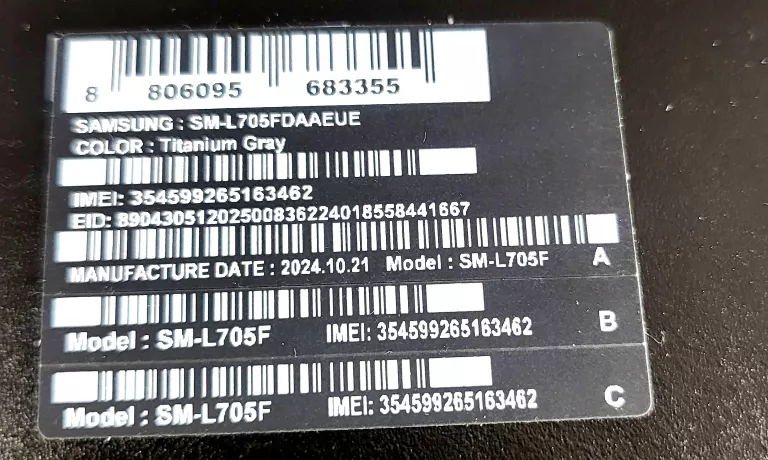 8 806095 683355
SAMSUNG : SM-L705FDAAEUE
COLOR : Titanium Gray
IMEI: 354599265163462
EID: 89043051202500836224018558441667
MANUFACTURE DATE : 2024.10.21 Model : SM-L705F A
Model : SM-L705F IMEI: 354599265163462 B
Model : SM-L705F IMEI: 354599265163462 C